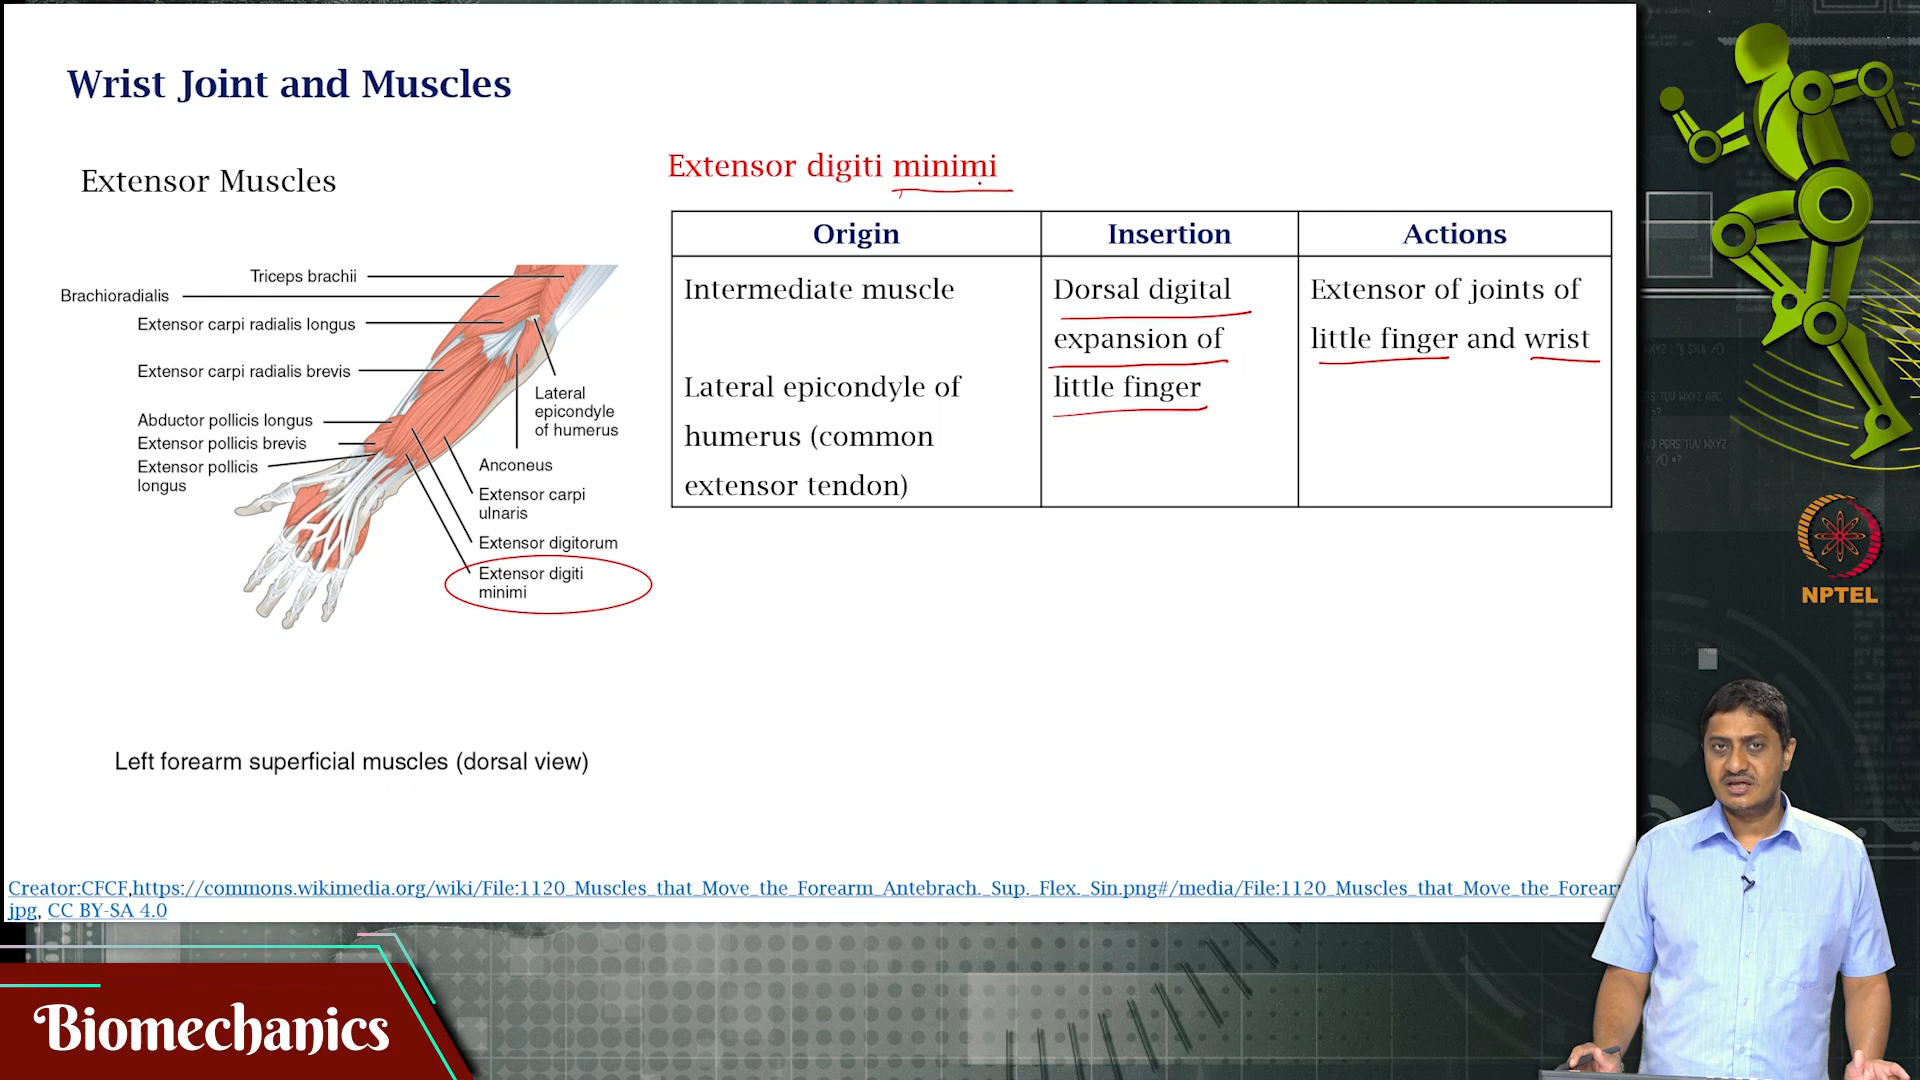 Wrist Joint and Muscles
Extensor Muscles
Extensor digiti minimi
Origin
Insertion
Actions
Intermediate muscle
Lateral epicondyle of
humerus (common
extensor tendon)
Dorsal digital
expansion of
little finger
Extensor of joints of
little finger and wrist
Triceps brachii
Brachioradialis
Extensor carpi radialis longus
Extensor carpi radialis brevis
Abductor pollicis longus
Extensor pollicis brevis
Extensor pollicis
longus
Lateral
epicondyle
of humerus
Anconeus
Extensor carpi
ulnaris
Extensor digitorum
Extensor digiti
minimi
Left forearm superficial muscles (dorsal view)
Creator:CFCF,https://commons.wikimedia.org/wiki/File:1120_Muscles_that_Move_the_Forearm_Antebrach._Sup._Flex._Sin.png#/media/File:1120_Muscles_that_Move_the_Forear
jpg, CC BY-SA 4.0
NPTEL
Biomechanics